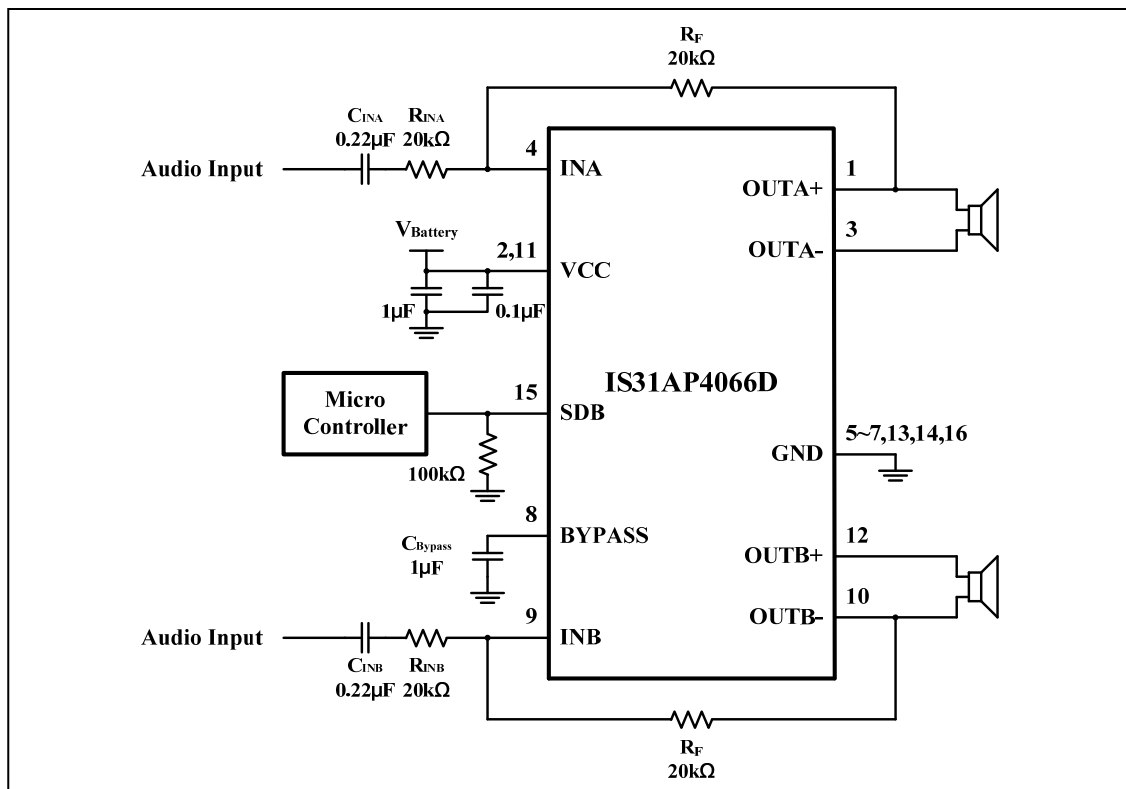 RF
20kΩ
CINA
0.22µF
RINA
20kΩ
Audio Input
4
INA
1
OUTA+
3
OUTA-
VBattery
2,11
VCC
1µF
0.1µF
IS31AP4066D
Micro
Controller
15
SDB
100kΩ
5~7,13,14,16
GND
8
BYPASS
CBypass
1µF
12
OUTB+
10
OUTB-
9
INB
Audio Input
CINB
0.22µF
RINB
20kΩ
RF
20kΩ